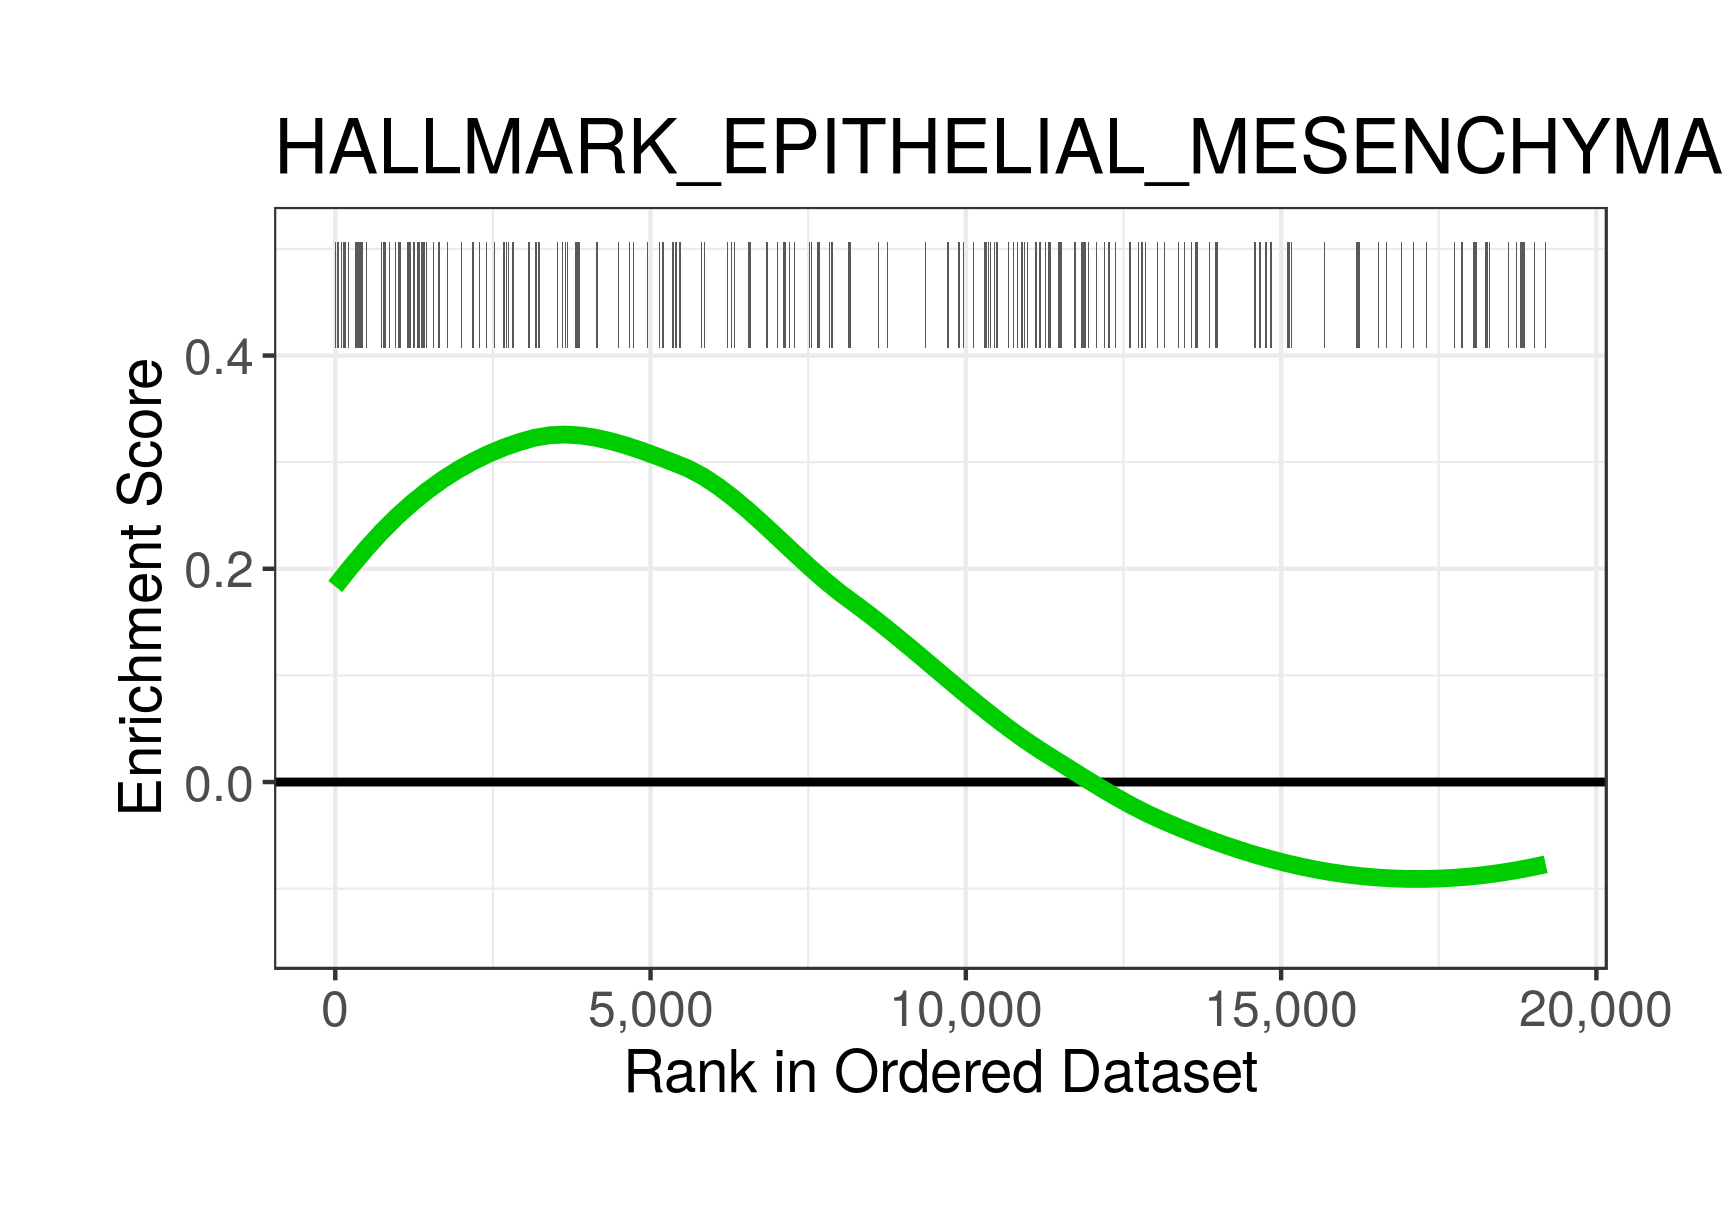 HALLMARK_EPITHELIAL_MESENCHYMA
0.4
0.2
0.0
Enrichment Score
0 5,000 10,000 15,000 20,000
Rank in Ordered Dataset